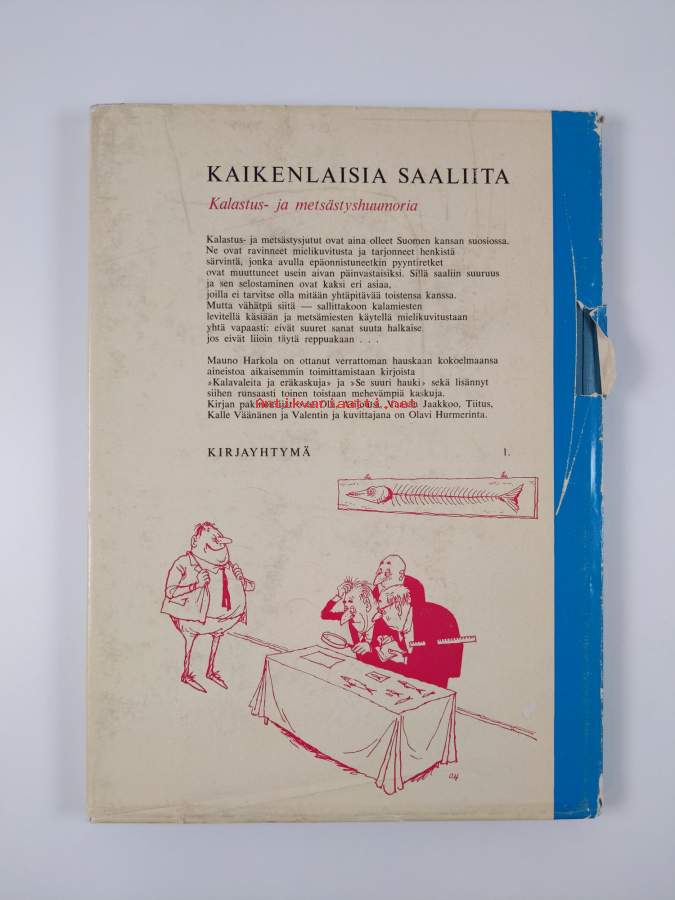 KAIKENLAISIA SAALIITA
Kalastus- ja metsästyshuumoria
Kalastus- ja metsästysjutut ovat aina olleet Suomen kansan suosiossa.
Ne ovat ravinneet mielikuvitusta ja tarjonneet henkistä
särvintä, jonka avulla epäonnistuneetkin pyyntiretket
ovat muuttuneet usein aivan päinvastaisiksi. Sillä saaliin suuruus
ja sen selostaminen ovat kaksi eri asiaa,
joilla ei tarvitse olla mitään yhtäpitävää toistensa kanssa.
Mutta vähätpä siitä — sallittakoon kalamiesten
levitellä käsiään ja metsämiesten käytellä mielikuvitustaan
yhtä vapaasti: eivät suuret sanat suuta halkaise
jos eivät liioin täytä reppuakaan . . .
Mauno Harkola on ottanut verrattoman hauskaan kokoelmaansa
aineistoa aikaisemmin toimittamistaan kirjoista
»Kalavaleita ja eräkaskuja» ja »Se suuri hauki» sekä lisännyt
siihen runsaasti toinen toistaan mehevämpiä kaskuja.
Kirjan Jaakkoo, Tiitus,
Kalle Väänänen ja Valentin ja kuvittajana on Olavi Hurmerinta.
KIRJAYHTYMÄ 1.